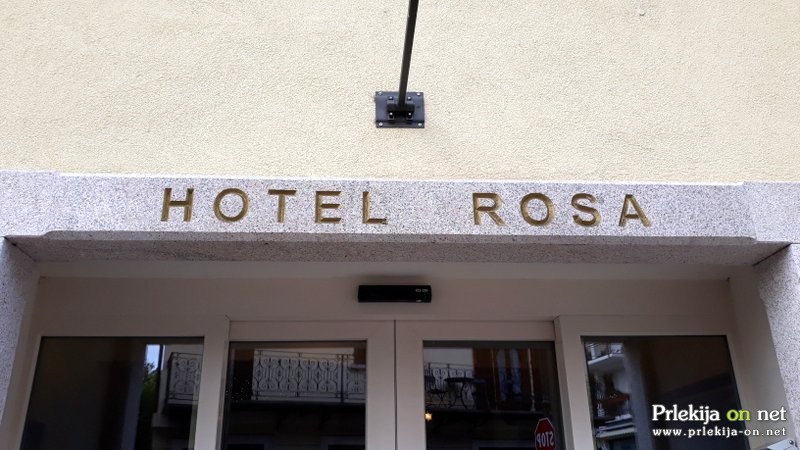 HOTEL ROSA
STOP
Prlekija on net
www.prlekija-on.net